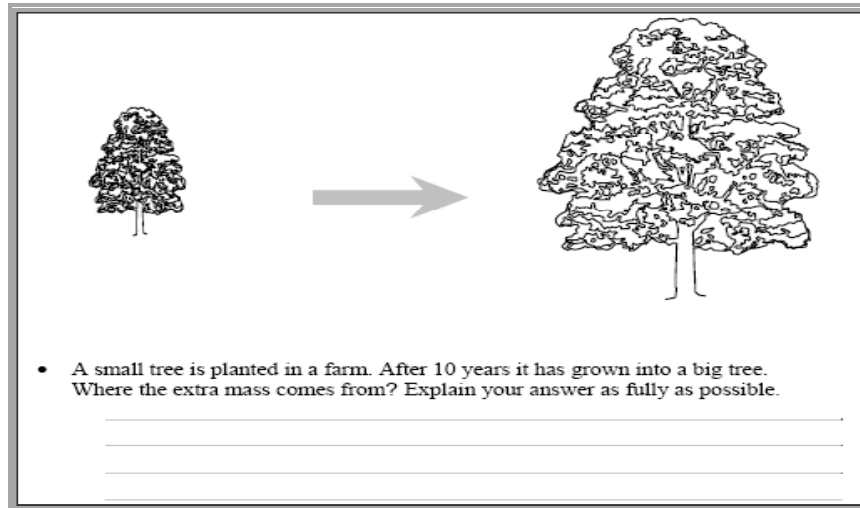 • A small tree is planted in a farm. After 10 years it has grown into a big tree.
Where the extra mass comes from? Explain your answer as fully as possible.